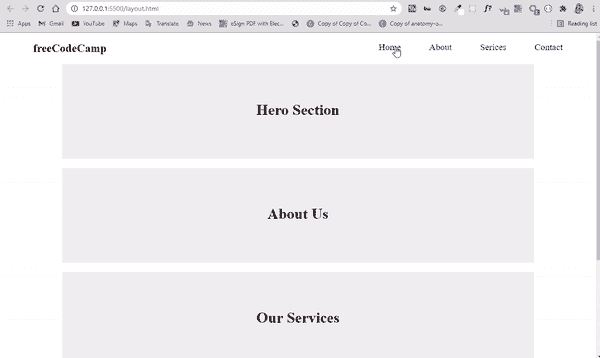 127.0.0.1:5500/layout.html
Apps Gmail YouTube Maps Translate News eSign PDF with Elec... Copy of Copy of Co... Copy of anatomy-o... Reading list
freeCodeCamp Home About Serices Contact
Hero Section
About Us
Our Services